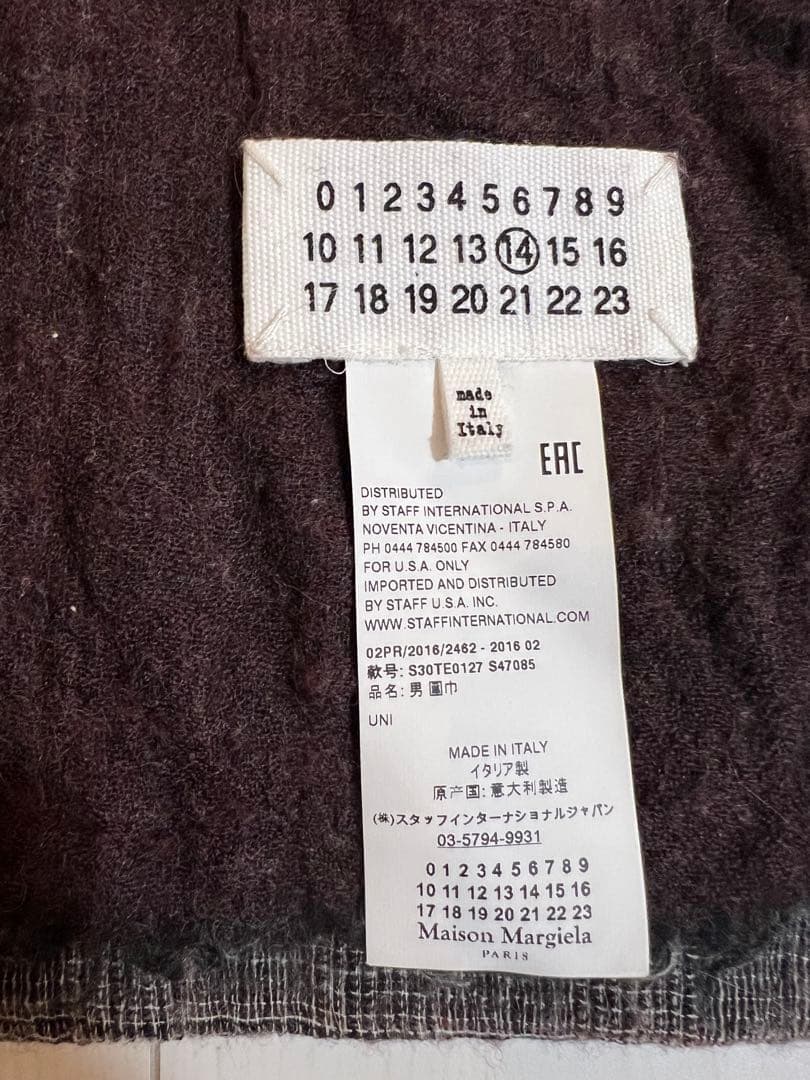 0 1 2 3 4 5 6 7 8 9
10 11 12 13 14 15 16
17 18 19 20 21 22 23
made
in
Italy
EAC
DISTRIBUTED
BY STAFF INTERNATIONAL S.P.A.
NOVENTA VICENTINA - ITALY
PH 0444 784500 FAX 0444 784580
FOR U.S.A. ONLY
IMPORTED AND DISTRIBUTED
BY STAFF U.S.A. INC.
WWW.STAFFINTERNATIONAL.COM
02PR/2016/2462 - 2016 02
款号: S30TE0127 S47085
品名: 男 圍巾
UNI
MADE IN ITALY
イタリア製
原产国: 意大利製造
(株)スタッフインターナショナルジャパン
03-5794-9931
0 1 2 3 4 5 6 7 8 9
10 11 12 13 14 15 16
17 18 19 20 21 22 23
Maison Margiela
PARIS